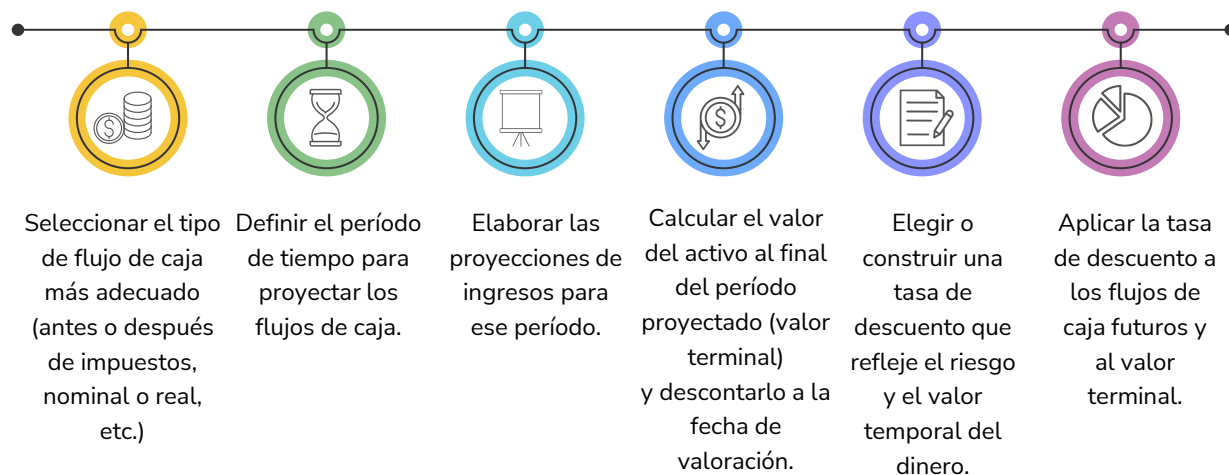 $
$
Seleccionar el tipo
de flujo de caja
más adecuado
(antes o después
de impuestos,
nominal o real,
etc.)
Definir el período
de tiempo para
proyectar los
flujos de caja.
Elaborar las
proyecciones de
ingresos para
ese período.
Calcular el valor
del activo al final
del período
proyectado (valor
terminal)
y descontarlo a la
fecha de
valoración.
Elegir o
construir una
tasa de
descuento que
refleje el riesgo
y el valor
temporal del
dinero.
Aplicar la tasa
de descuento a
los flujos de
caja futuros y
al valor
terminal.